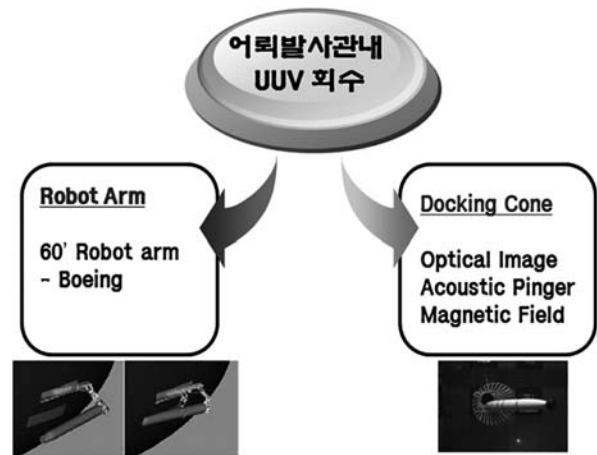 어뢰발사관내
UUV 회수
Robot Arm
60' Robot arm
- Boeing
Docking Cone
Optical Image
Acoustic Pinger
Magnetic Field